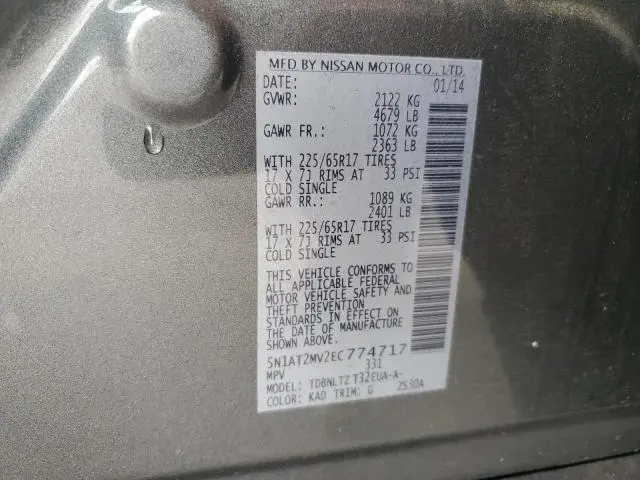 MFD BY NISSAN MOTOR CO., LTD.
DATE: 01/14
GVWR: 2122 KG
4679 LB
GAWR FR.: 1072 KG
2363 LB
WITH 225/65R17 TIRES
17 X 7J RIMS AT 33 PSI
COLD SINGLE
GAWR RR.: 1089 KG
2401 LB
WITH 225/65R17 TIRES
17 X 7J RIMS AT 33 PSI
COLD SINGLE
THIS VEHICLE CONFORMS TO
ALL APPLICABLE FEDERAL
MOTOR VEHICLE SAFETY AND
THEFT PREVENTION
STANDARDS IN EFFECT ON
THE DATE OF MANUFACTURE
SHOWN ABOVE.
5N1AT2MV2EC774717
MPV 331
MODEL: TDBNLTZ T32EUA-A-
COLOR: KAD TRIM: G ZS30A